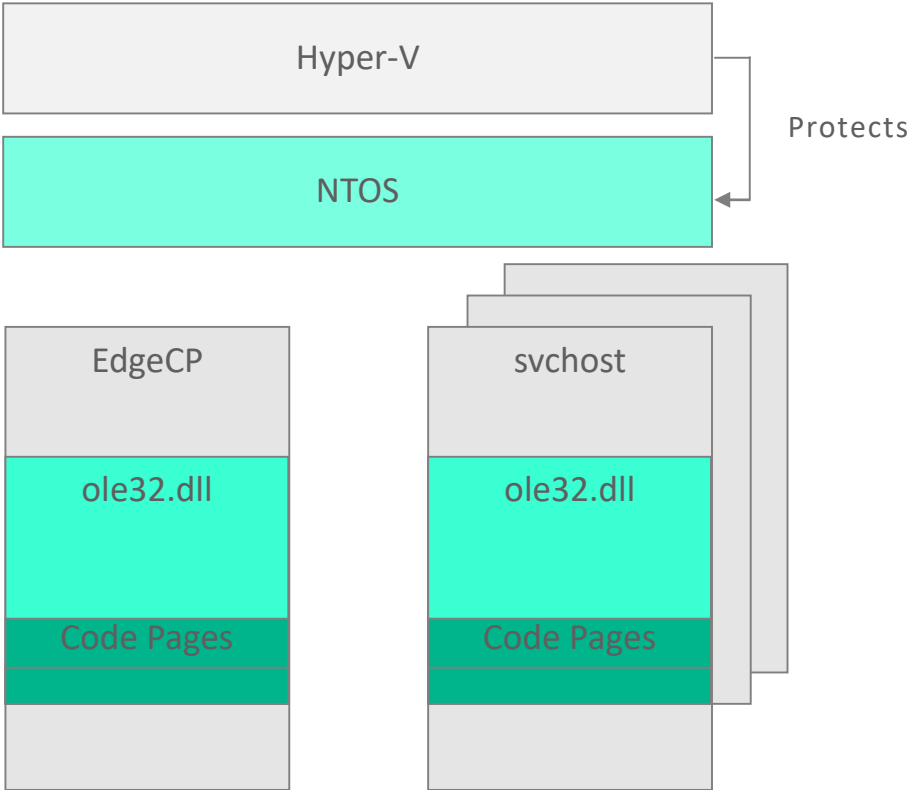 Hyper-V
Protects
NTOS
EdgeCP
svchost
ole32.dll
ole32.dll
Code Pages
Code Pages